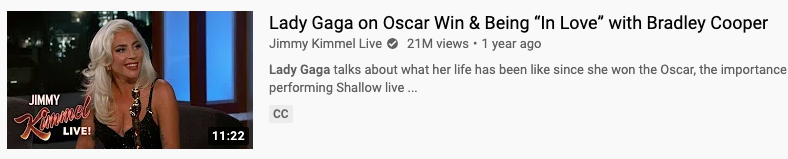 Lady Gaga on Oscar Win & Being “In Love” with Bradley Cooper
Jimmy Kimmel Live 21M views • 1 year ago
Lady Gaga talks about what her life has been like since she won the Oscar, the importance
performing Shallow live ...
CC
JIMMY
Kimmel
LIVE!
11:22